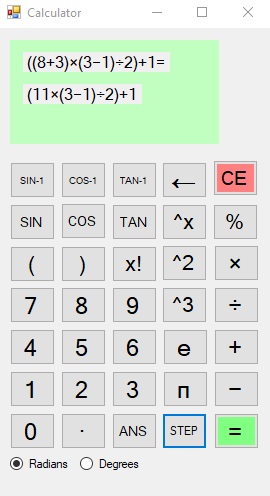 Calculator
((8+3)×(3−1)÷2)+1=
(11×(3−1)÷2)+1
SIN-1 COS-1 TAN-1 ← CE
SIN COS TAN ^x %
( ) x! ^2 ×
7 8 9 ^3 ÷
4 5 6 e +
1 2 3 п −
0 · ANS STEP =
Radians Degrees